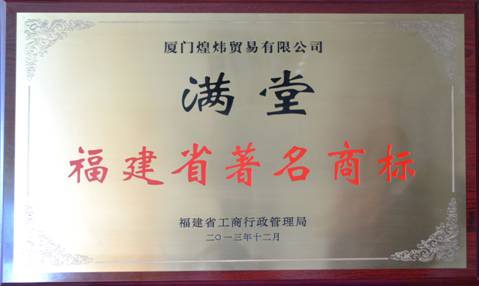 厦门煌炜贸易有限公司
满堂
福建省著名商标
福建省工商行政管理局
二〇一三年十二月